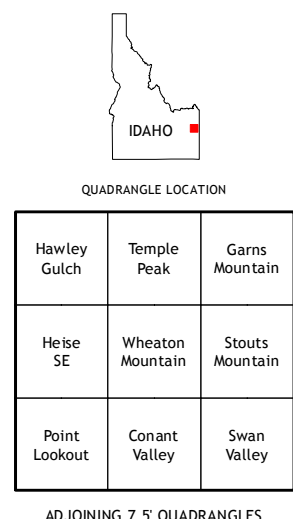 IDAHO
QUADRANGLE LOCATION
Hawley
Gulch
Temple
Peak
Garns
Mountain
Heise
SE
Wheaton
Mountain
Stouts
Mountain
Point
Lookout
Conant
Valley
Swan
Valley
ADJOINING 7.5' QUADRANGLES